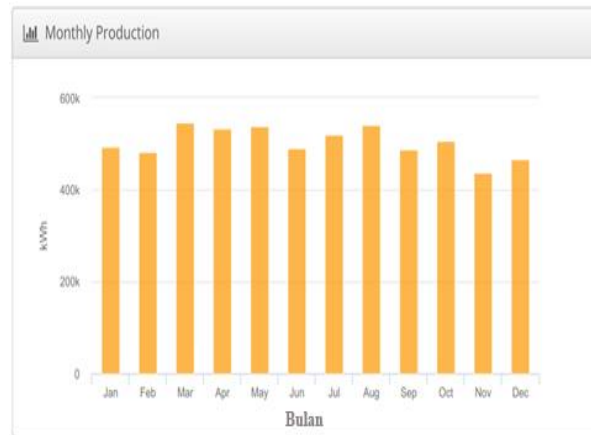 Monthly Production
600k
400k
200k
0
kWh
Jan Feb Mar Apr May Jun Jul Aug Sep Oct Nov Dec
Bulan